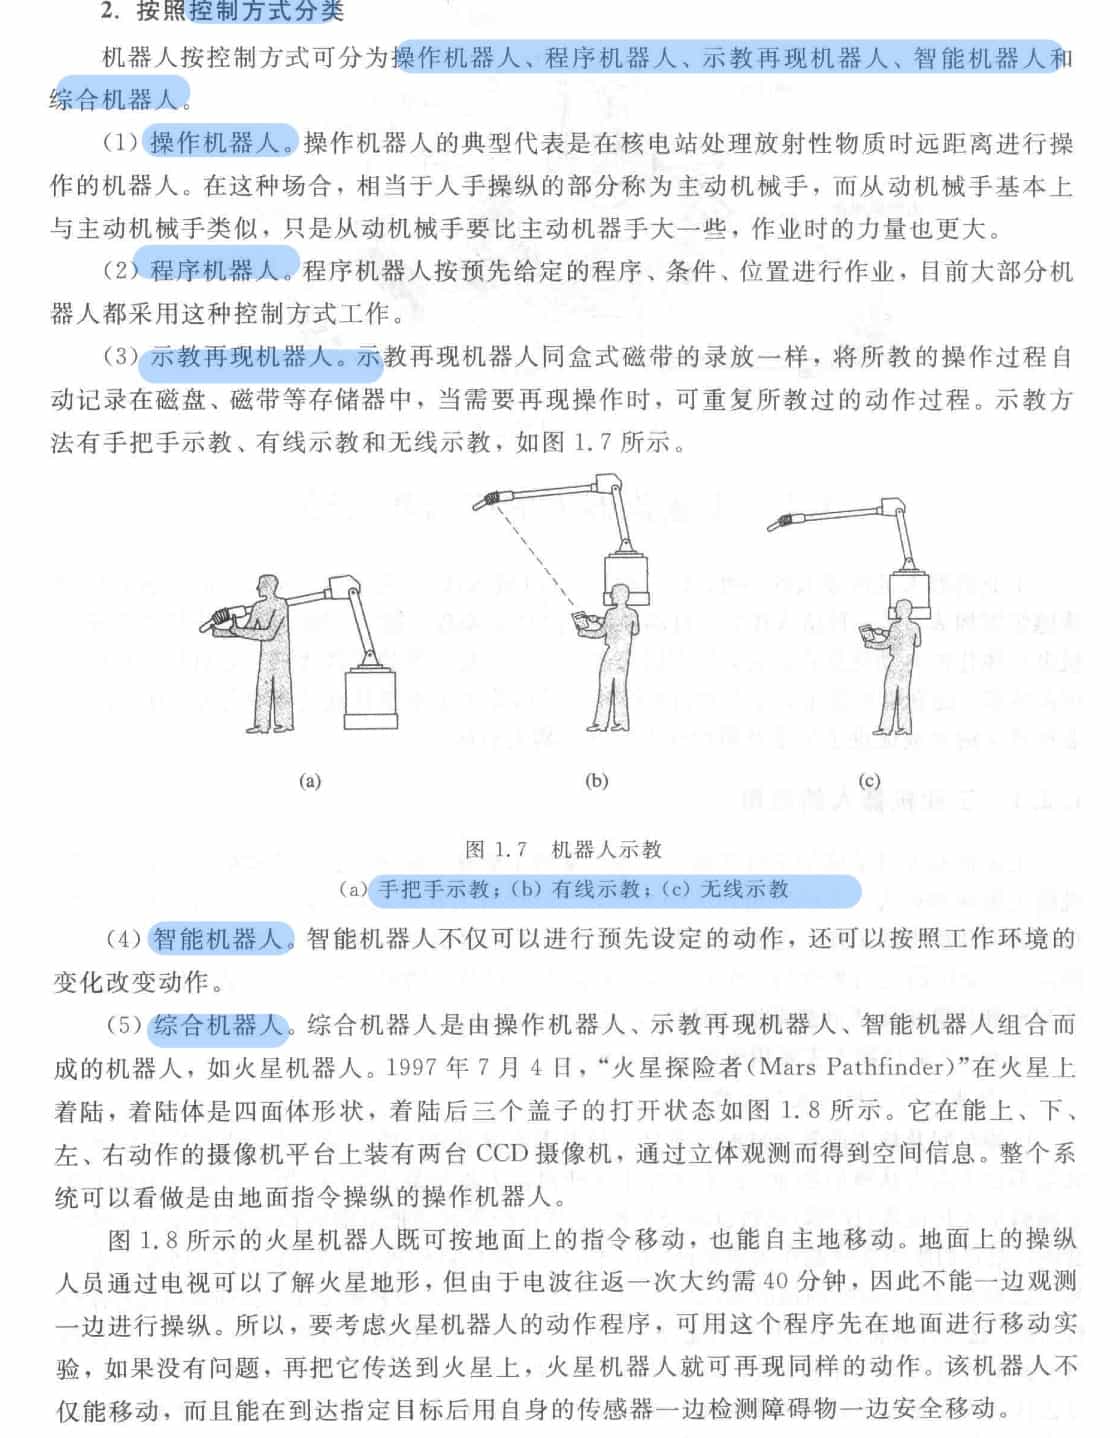 2. 按照控制方式分类
机器人按控制方式可分为操作机器人、程序机器人、示教再现机器人、智能机器人和
综合机器人。
(1) 操作机器人。操作机器人的典型代表是在核电站处理放射性物质时远距离进行操
作的机器人。在这种场合，相当于人手操纵的部分称为主动机械手，而从动机械手基本上
与主动机械手类似，只是从动机械手要比主动机器手大一些，作业时的力量也更大。
(2) 程序机器人。程序机器人按预先给定的程序、条件、位置进行作业，目前大部分机
器人都采用这种控制方式工作。
(3) 示教再现机器人。示教再现机器人同盒式磁带的录放一样，将所教的操作过程自
动记录在磁盘、磁带等存储器中，当需要再现操作时，可重复所教过的动作过程。示教方
法有手把手示教、有线示教和无线示教，如图 1.7 所示。
(a) (b) (c)
图 1.7 机器人示教
(a) 手把手示教；(b) 有线示教；(c) 无线示教
(4) 智能机器人。智能机器人不仅可以进行预先设定的动作，还可以按照工作环境的
变化改变动作。
(5) 综合机器人。综合机器人是由操作机器人、示教再现机器人、智能机器人组合而
成的机器人，如火星机器人。1997 年 7 月 4 日，“火星探险者(Mars Pathfinder)”在火星上
着陆，着陆体是四面体形状，着陆后三个盖子的打开状态如图 1.8 所示。它在能上、下、
左、右动作的摄像机平台上装有两台 CCD 摄像机，通过立体观测而得到空间信息。整个系
统可以看做是由地面指令操纵的操作机器人。
图 1.8 所示的火星机器人既可按地面上的指令移动，也能自主地移动。地面上的操纵
人员通过电视可以了解火星地形，但由于电波往返一次大约需 40 分钟，因此不能一边观测
一边进行操纵。所以，要考虑火星机器人的动作程序，可用这个程序先在地面进行移动实
验，如果没有问题，再把它传送到火星上，火星机器人就可再现同样的动作。该机器人不
仅能移动，而且能在到达指定目标后用自身的传感器一边检测障碍物一边安全移动。